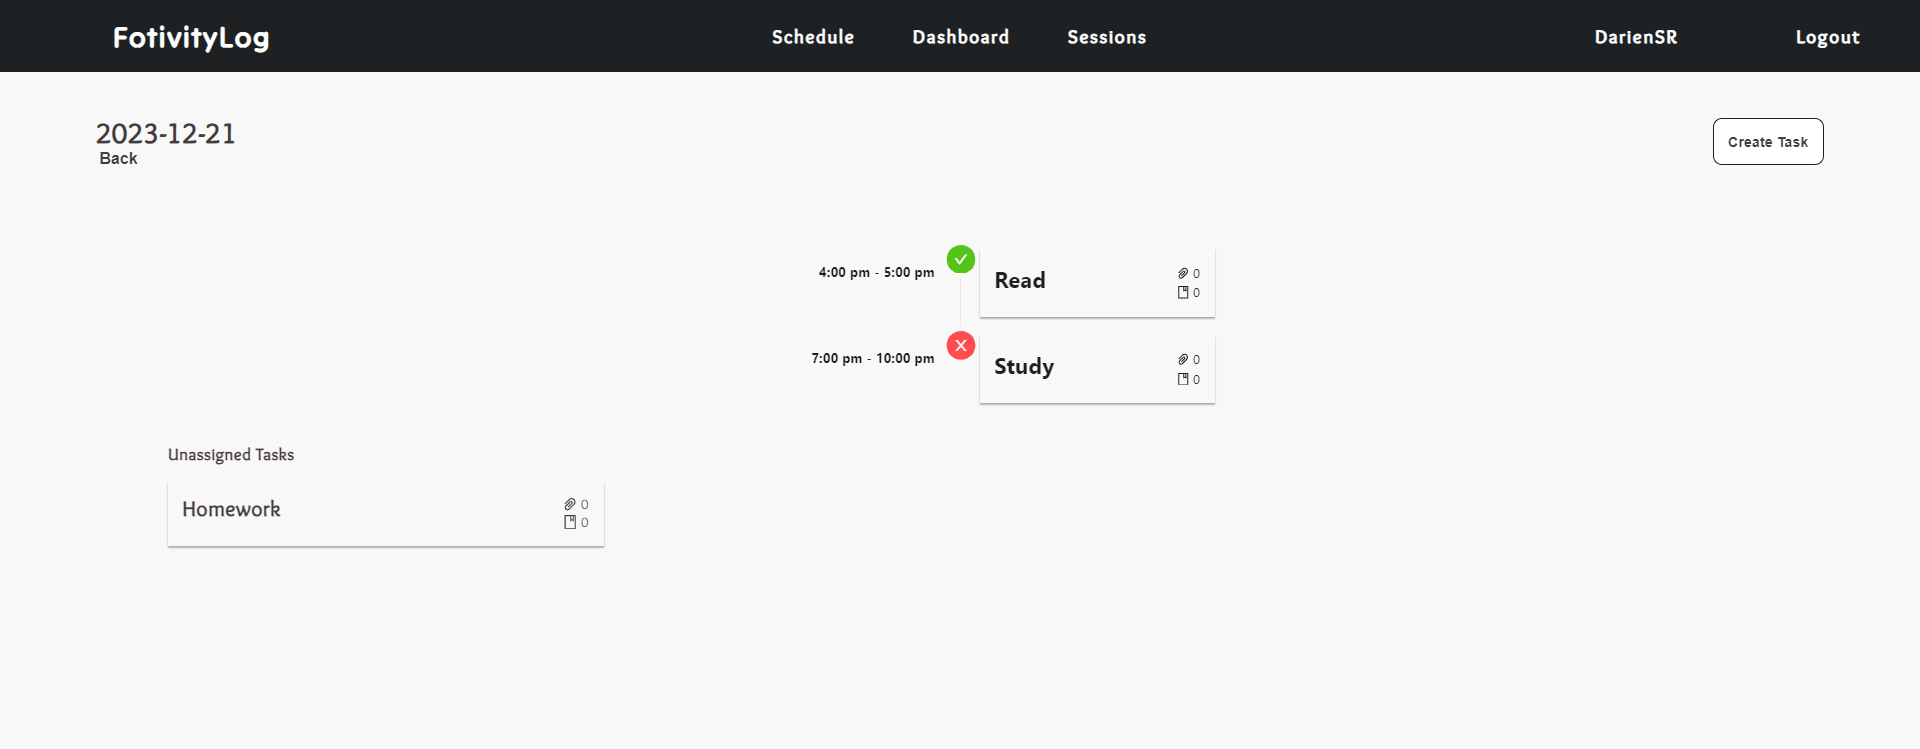 FotivityLog
Schedule Dashboard Sessions
DarienSR
Logout
2023-12-21
Back
Create Task
4:00 pm - 5:00 pm
Read
0
0
7:00 pm - 10:00 pm
Study
0
0
Unassigned Tasks
Homework
0
0